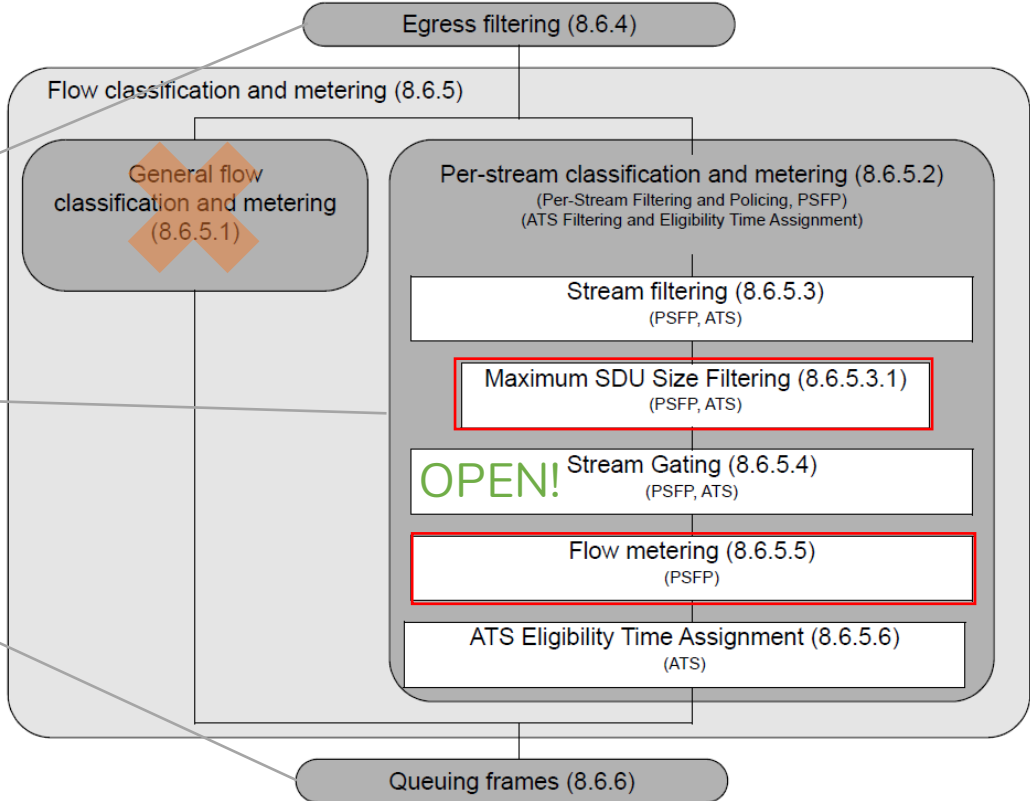 Egress filtering (8.6.4)
Flow classification and metering (8.6.5)
General flow
classification and metering
(8.6.5.1)
Per-stream classification and metering (8.6.5.2)
(Per-Stream Filtering and Policing, PSFP)
(ATS Filtering and Eligibility Time Assignment)
Stream filtering (8.6.5.3)
(PSFP, ATS)
Maximum SDU Size Filtering (8.6.5.3.1)
(PSFP, ATS)
OPEN!
Stream Gating (8.6.5.4)
(PSFP, ATS)
Flow metering (8.6.5.5)
(PSFP)
ATS Eligibility Time Assignment (8.6.5.6)
(ATS)
Queuing frames (8.6.6)